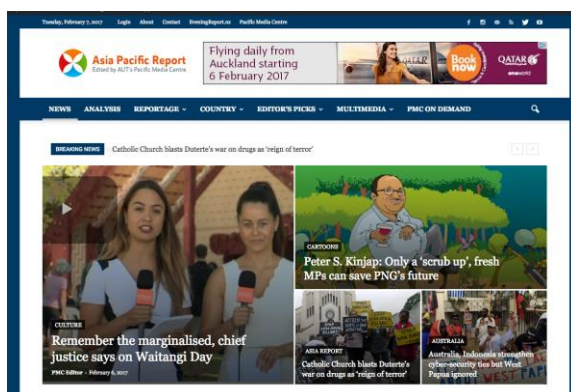 Tuesday, February 7, 2017 Login About Contact EveningReport.nz Pacific Media Centre
Asia Pacific Report
Edited by AUT's Pacific Media Centre
Flying daily from
Auckland starting
6 February 2017
Book
now
QATAR
oneworld
NEWS ANALYSIS REPORTAGE COUNTRY EDITOR'S PICKS MULTIMEDIA PMC ON DEMAND
BREAKING NEWS Catholic Church blasts Duterte's war on drugs as 'reign of terror'
CARTOONS
Peter S. Kinjap: Only a 'scrub up', fresh
MPs can save PNG's future
CULTURE
Remember the marginalised, chief
justice says on Waitangi Day
PMC Editor - February 6, 2017
ASIA REPORT
Catholic Church blasts Duterte's
war on drugs as 'reign of terror'
AUSTRALIA
Australia, Indonesia strengthen
cyber-security ties but West
Papua ignored